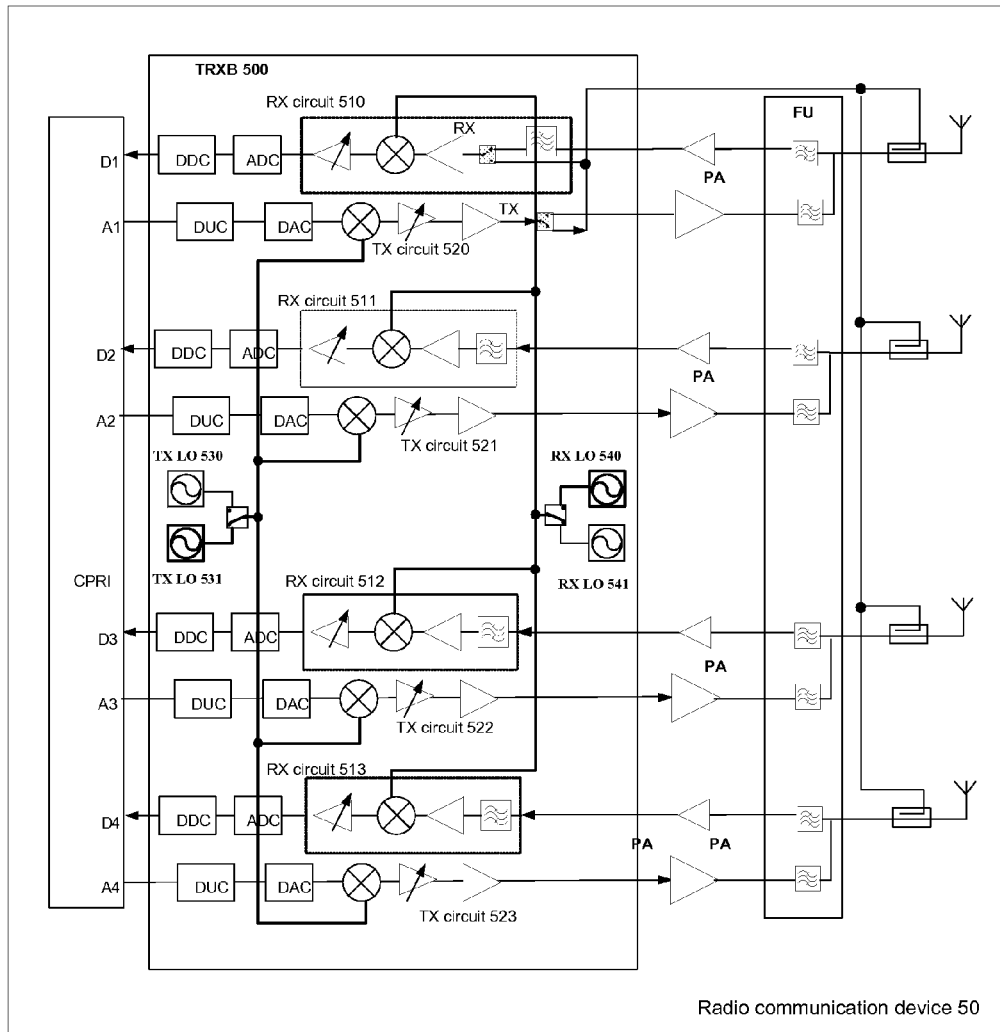 TRXB 500
RX circuit 510
RX
FU
D1
DDC
ADC
PA
A1
DUC
DAC
TX
TX circuit 520
RX circuit 511
D2
DDC
ADC
PA
A2
DUC
DAC
TX circuit 521
TX LO 530
RX LO 540
TX LO 531
RX LO 541
CPRI
RX circuit 512
D3
DDC
ADC
PA
A3
DUC
DAC
TX circuit 522
RX circuit 513
D4
DDC
ADC
PA PA
A4
DUC
DAC
TX circuit 523
Radio communication device 50